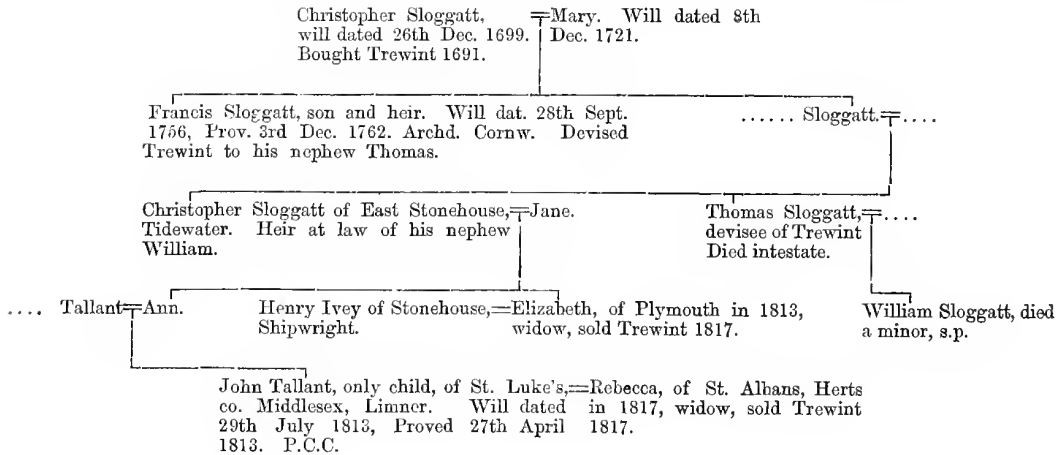 Christopher Sloggatt,
will dated 26th Dec. 1699.
Bought Trewint 1691.
Mary. Will dated 8th
Dec. 1721.
Francis Sloggatt, son and heir. Will dat. 28th Sept.
1756, Prov. 3rd Dec. 1762. Archd. Cornw. Devised
Trewint to his nephew Thomas.
...... Sloggatt. = ....
Christopher Sloggatt of East Stonehouse,
Tidewater. Heir at law of his nephew
William.
Jane.
Thomas Sloggatt, = ....
devisee of Trewint
Died intestate.
.... Tallant = Ann.
Henry Ivey of Stonehouse,
Shipwright.
Elizabeth, of Plymouth in 1813,
widow, sold Trewint 1817.
William Sloggatt, died
a minor, s.p.
John Tallant, only child, of St. Luke's,
co. Middlesex, Limner. Will dated
29th July 1813, Proved 27th April
1813. P.C.C.
Rebecca, of St. Albans, Herts
in 1817, widow, sold Trewint
1817.